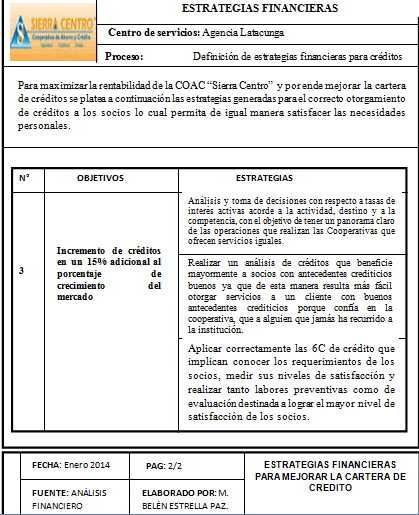 ESTRATEGIAS FINANCIERAS
SIERRA CENTRO
Cooperativa de Ahorro y Crédito
Centro de servicios: Agencia Latacunga
Proceso: Definición de estrategias financieras para créditos
Para maximizar la rentabilidad de la COAC “Sierra Centro” y por ende mejorar la cartera
de créditos se platea a continuación las estrategias generadas para el correcto otorgamiento
de créditos a los socios lo cual permita de igual manera satisfacer las necesidades
personales.
N° OBJETIVOS ESTRATEGIAS
3
Incremento de créditos
en un 15% adicional al
porcentaje de
crecimiento del
mercado
Análisis y toma de decisiones con respecto a tasas de
interes activas acorde a la actividad, destino y a la
competencia, con el objetivo de tener un panorama claro
de las operaciones que realizan las Cooperativas que
ofrecen servicios iguales.
Realizar un análisis de créditos que beneficie
mayormente a socios con antecedentes crediticios
buenos ya que de esta manera resulta más fácil
otorgar servicios a un cliente con buenos
antecedentes crediticios porque confía en la
cooperativa, que a alguien que jamás ha recurrido a
la institución.
Aplicar correctamente las 6C de crédito que
implican conocer los requerimientos de los
socios, medir sus niveles de satisfacción y
realizar tanto labores preventivas como de
evaluación destinada a lograr el mayor nivel de
satisfacción de los socios.
FECHA: Enero 2014
PAG: 2/2
ESTRATEGIAS FINANCIERAS
PARA MEJORAR LA CARTERA DE
CREDITO
FUENTE: ANÁLISIS
FINANCIERO
ELABORADO POR: M.
BELÉN ESTRELLA PAZ.